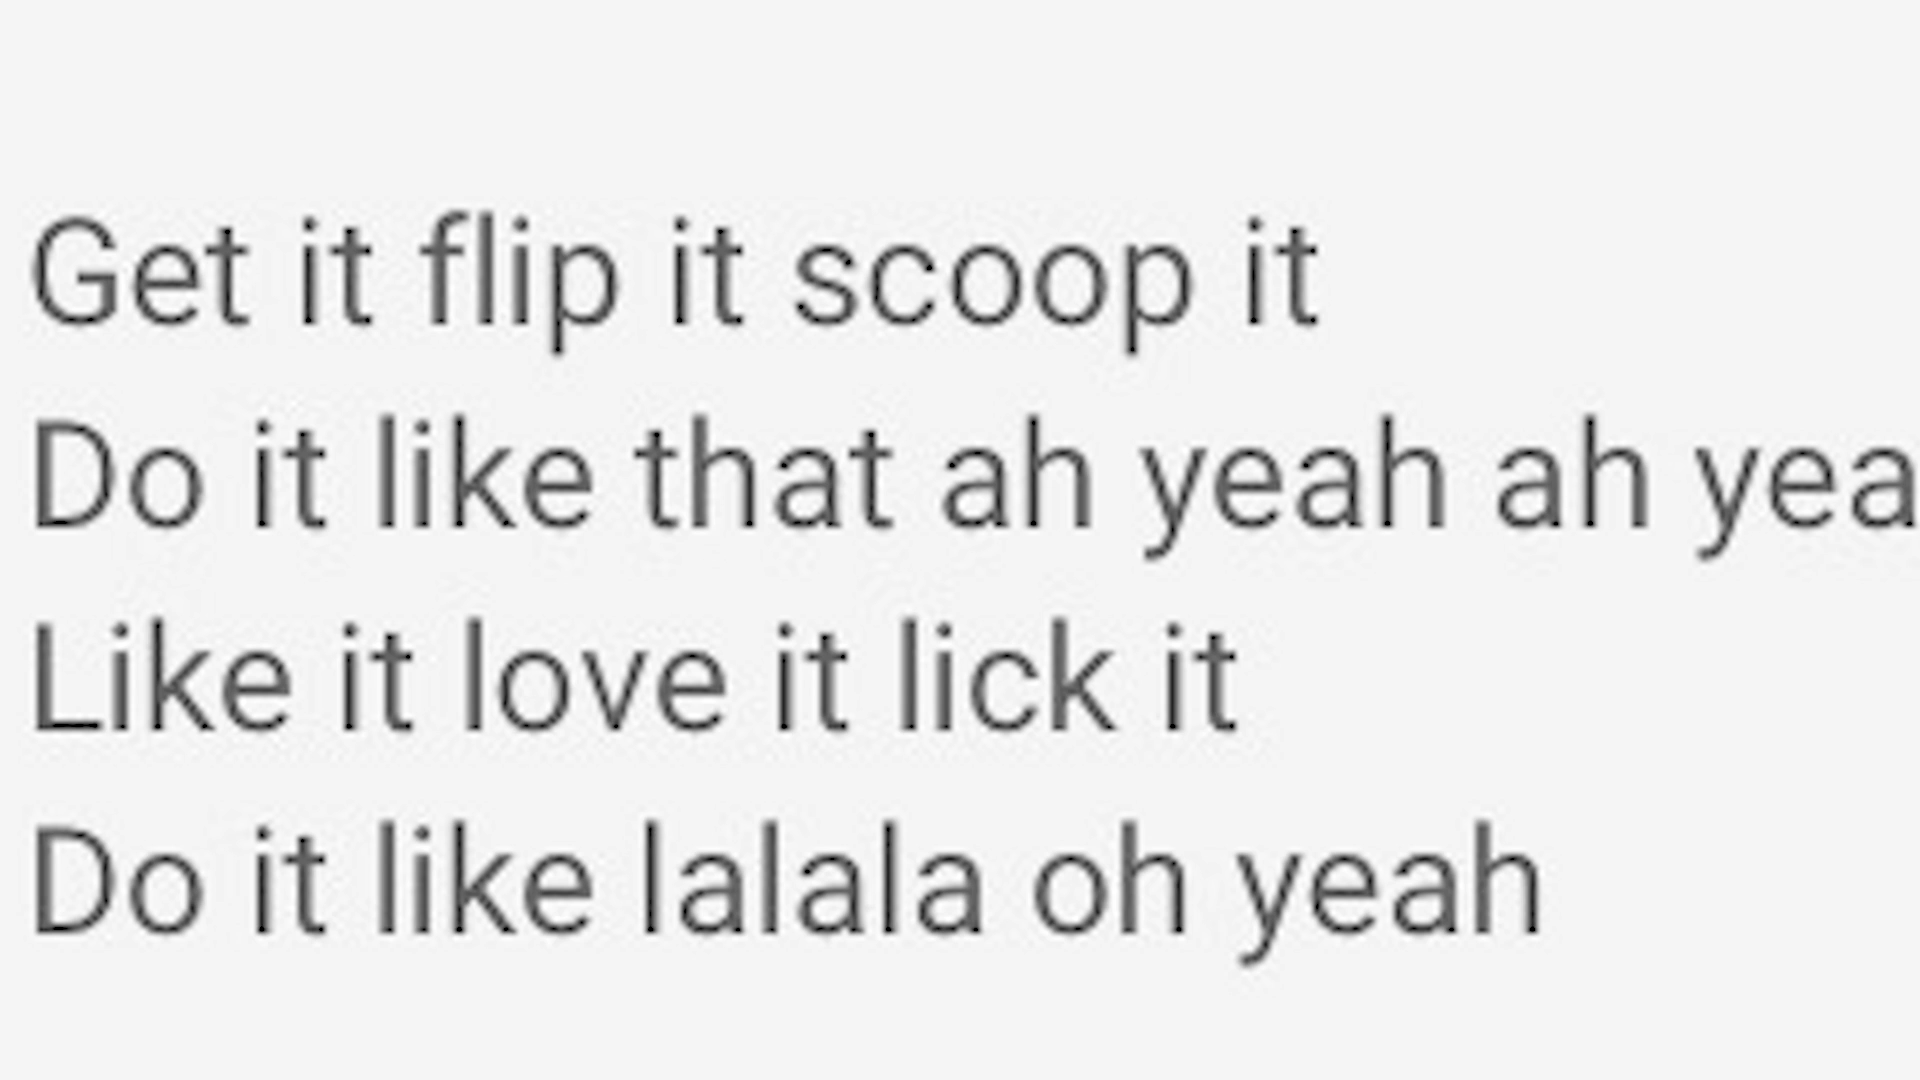 Get it flip it scoop it
Do it like that ah yeah ah yea
Like it love it lick it
Do it like lalala oh yeah